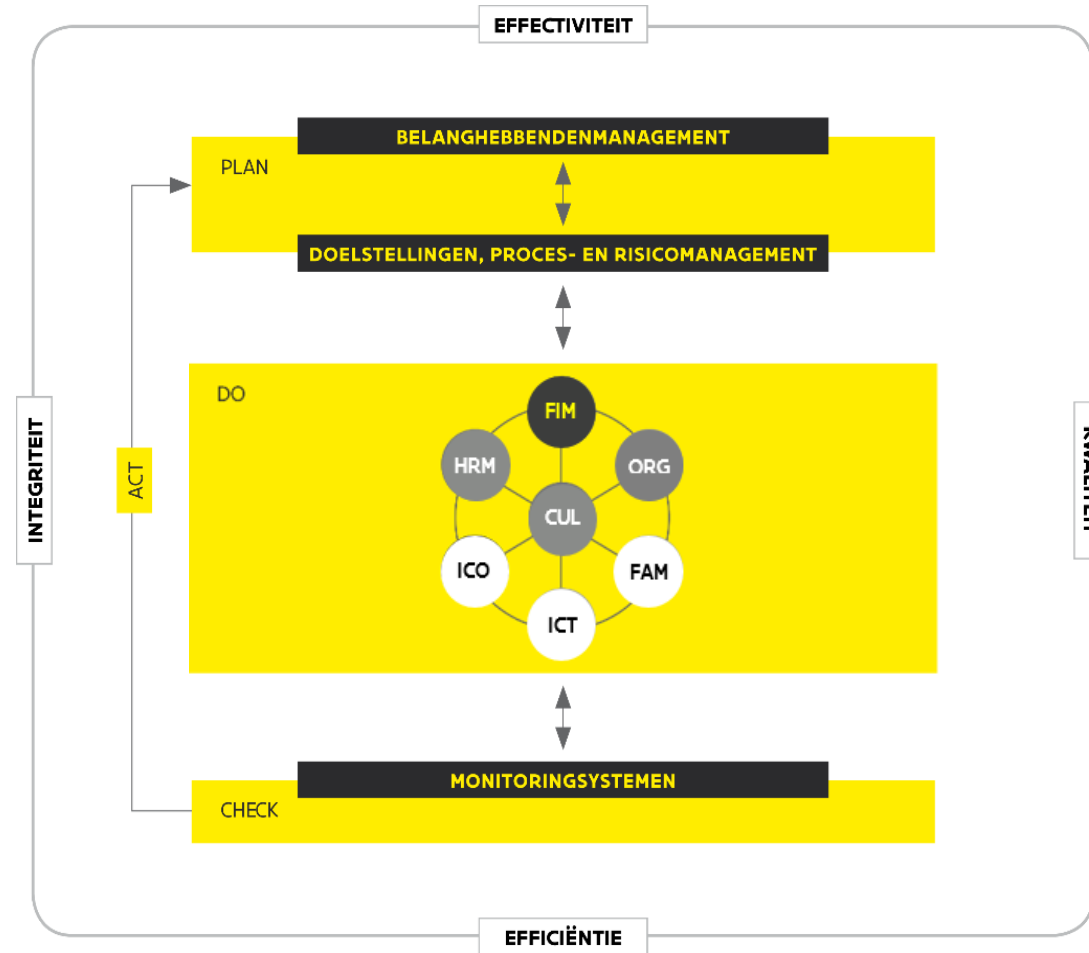 EFFECTIVITEIT
BELANGHEBBENDENMANAGEMENT
PLAN
DOELSTELLINGEN, PROCES- EN RISICOMANAGEMENT
DO
FIM
HRM
ORG
CUL
ICO
FAM
ICT
INTEGRITEIT
ACT
MONITORINGSYSTEMEN
CHECK
EFFICIËNTIE